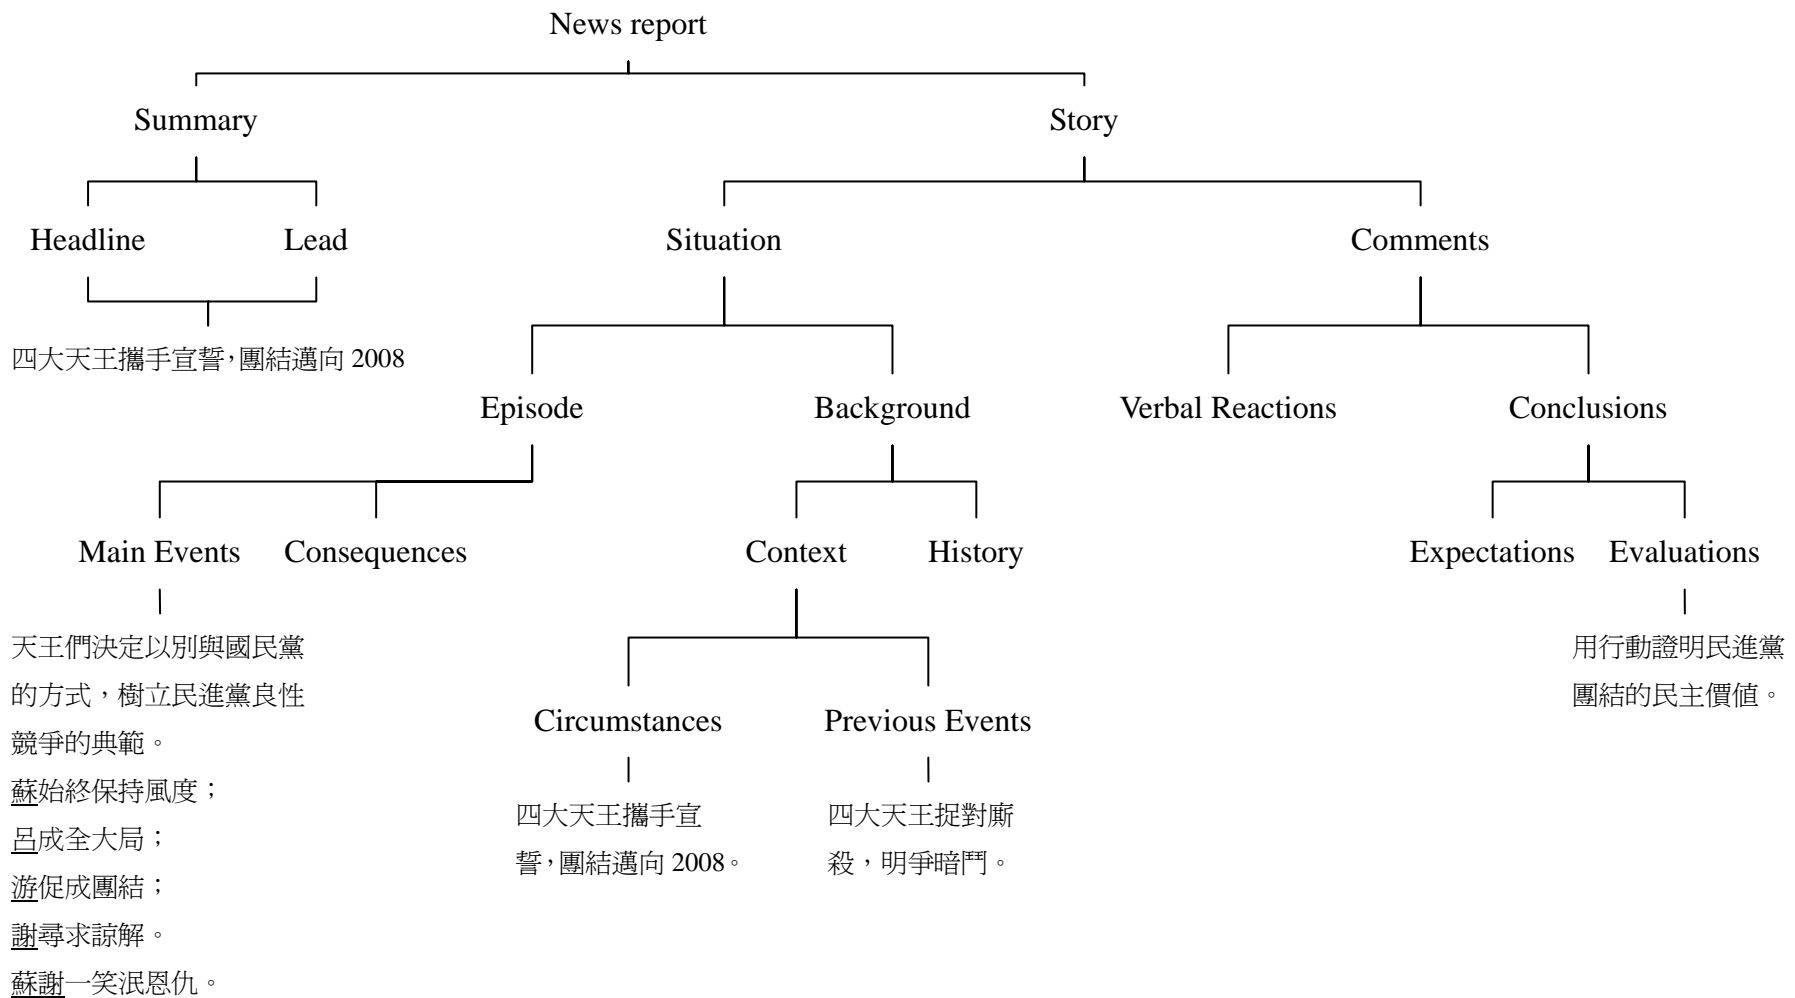 News report
Summary
Story
Headline
Lead
Situation
Comments
四大天王攜手宣誓，團結邁向 2008
Episode
Background
Verbal Reactions
Conclusions
Main Events
Consequences
Context
History
Expectations
Evaluations
天王們決定以別與國民黨
的方式，樹立民進黨良性
競爭的典範。
蘇始終保持風度；
呂成全大局；
游促成團結；
謝尋求諒解。
蘇謝一笑泯恩仇。
Circumstances
Previous Events
四大天王攜手宣
誓，團結邁向 2008。
四大天王捉對廝
殺，明爭暗鬥。
用行動證明民進黨
團結的民主價值。